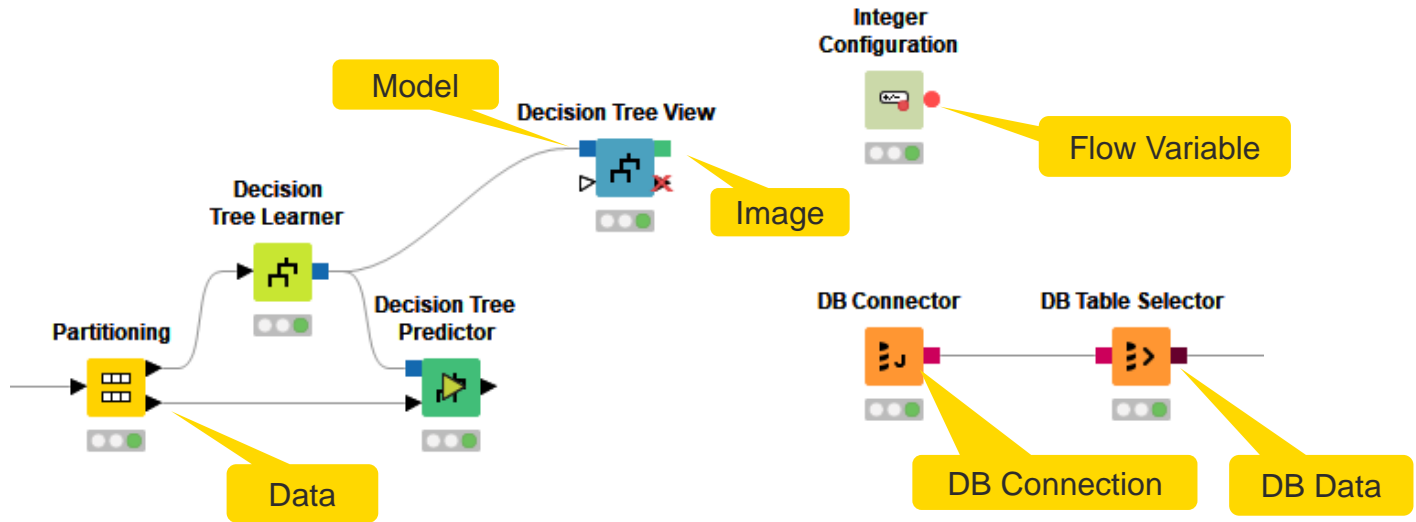 Integer
Configuration
Model
Decision Tree View
Flow Variable
Decision
Tree Learner
Image
Decision Tree
Predictor
DB Connector
DB Table Selector
Partitioning
Data
DB Connection
DB Data